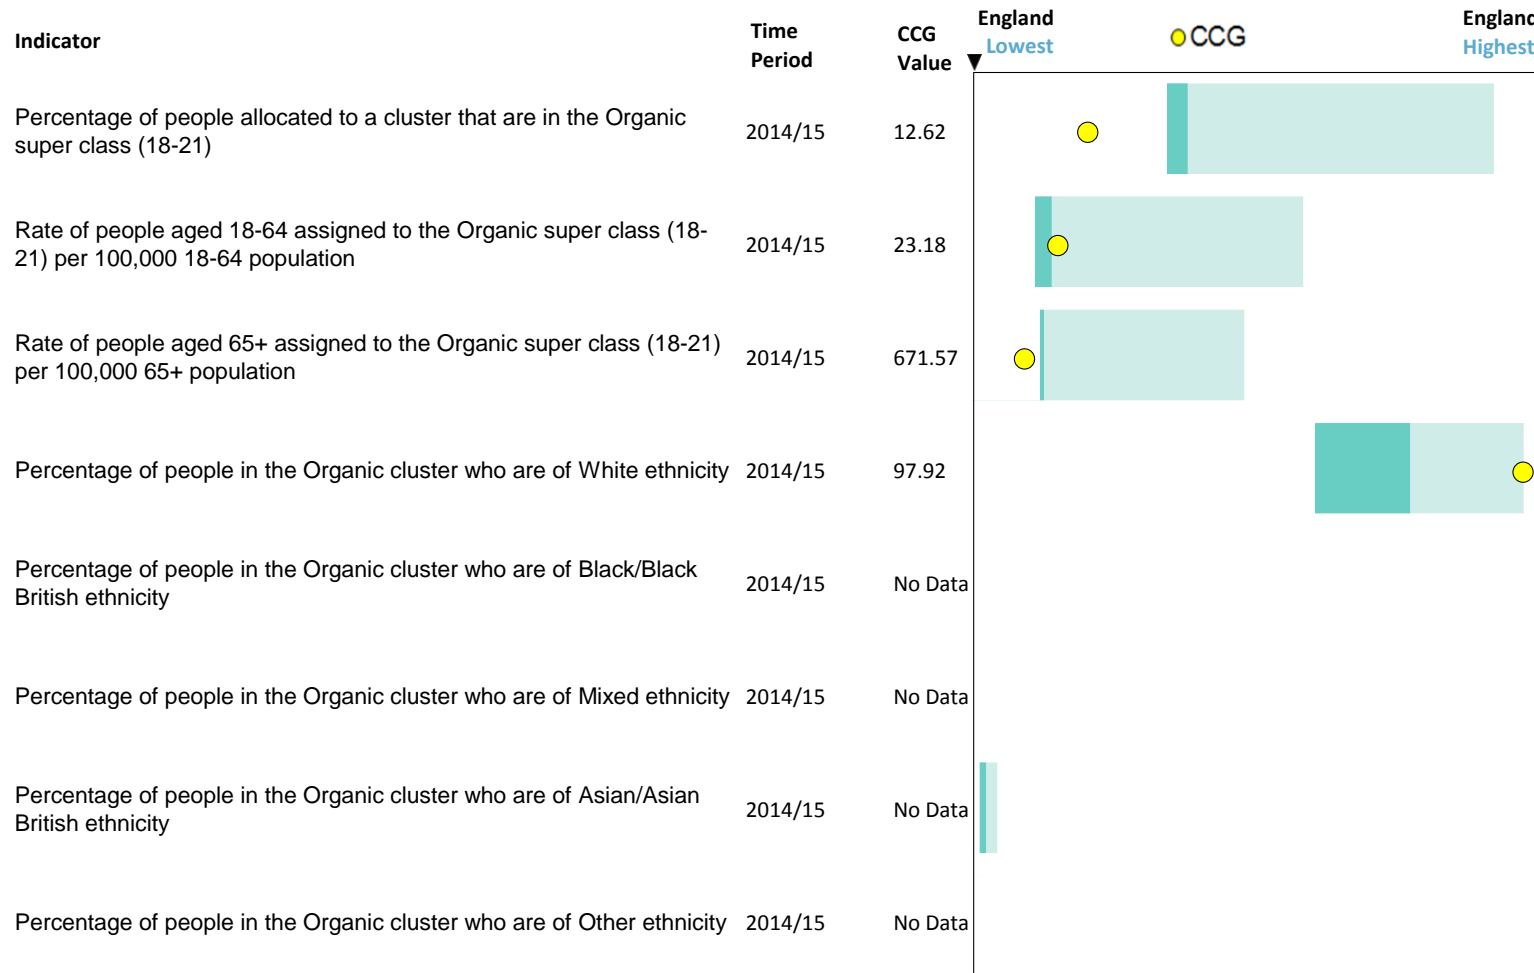 Indicator
Time
Period
CCG
Value
England
Lowest
CCG
England
Highest
Percentage of people allocated to a cluster that are in the Organic
super class (18-21)
2014/15
12.62
Rate of people aged 18-64 assigned to the Organic super class (18-
21) per 100,000 18-64 population
2014/15
23.18
Rate of people aged 65+ assigned to the Organic super class (18-21)
per 100,000 65+ population
2014/15
671.57
Percentage of people in the Organic cluster who are of White ethnicity
2014/15
97.92
Percentage of people in the Organic cluster who are of Black/Black
British ethnicity
2014/15
No Data
Percentage of people in the Organic cluster who are of Mixed ethnicity
2014/15
No Data
Percentage of people in the Organic cluster who are of Asian/Asian
British ethnicity
2014/15
No Data
Percentage of people in the Organic cluster who are of Other ethnicity
2014/15
No Data